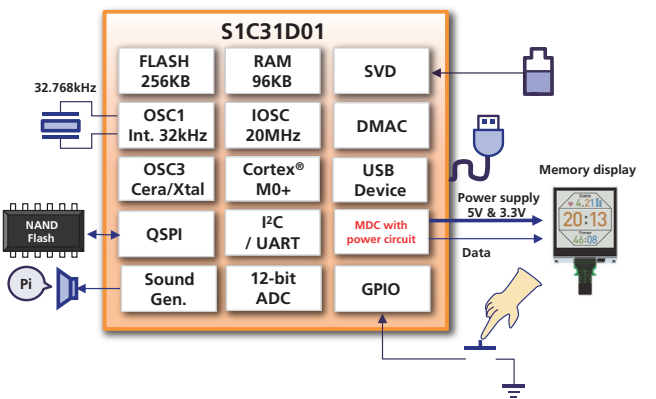 S1C31D01
FLASH
256KB
RAM
96KB
SVD
32.768kHz
OSC1
Int. 32kHz
IOSC
20MHz
DMAC
OSC3
Cera/Xtal
Cortex®
M0+
USB
Device
Memory display
NAND
Flash
QSPI
I²C
/ UART
MDC with
power circuit
Power supply
5V & 3.3V
Data
Date
4.21
20:13
Timer
46:08
Pi
Sound
Gen.
12-bit
ADC
GPIO